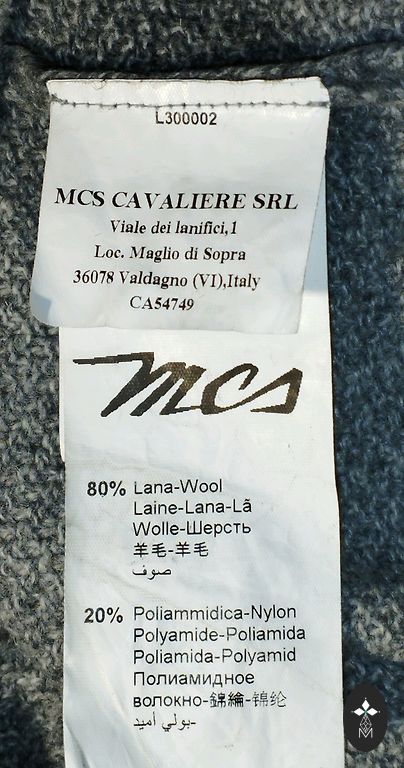 L300002
MCS CAVALIERE SRL
Viale dei lanifici,1
Loc. Maglio di Sopra
36078 Valdagno (VI),Italy
CA54749
mcs
80% Lana-Wool
Laine-Lana-Lã
Wolle-Шерсть
羊毛-羊毛
صوف
20% Poliammidica-Nylon
Polyamide-Poliamida
Poliamida-Polyamid
Полиамидное
волокно-錦綸-锦纶
بولي أميد-
M